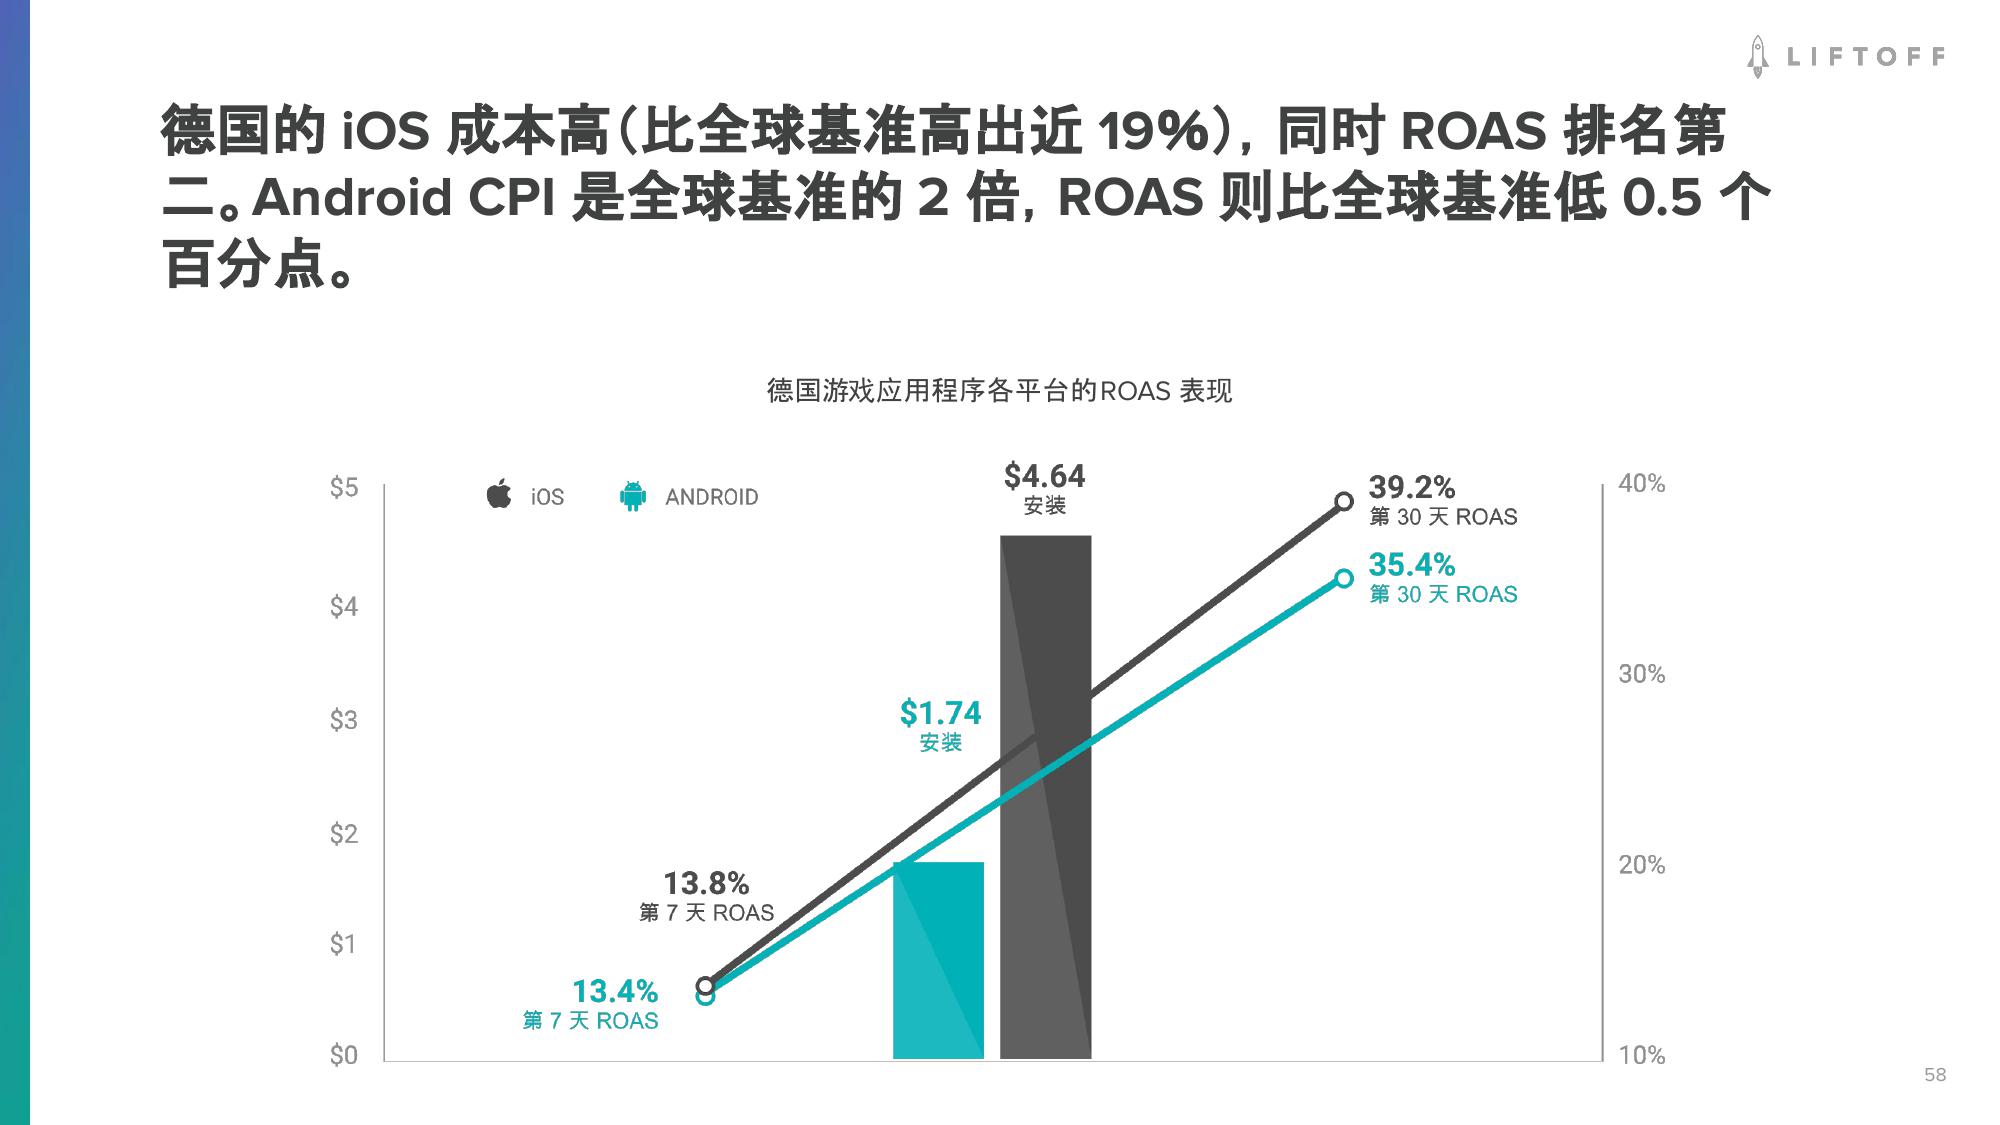 LIFTOFF
德国的 iOS 成本高（比全球基准高出近 19%），同时 ROAS 排名第
二。Android CPI 是全球基准的 2 倍，ROAS 则比全球基准低 0.5 个
百分点。
德国游戏应用程序各平台的ROAS 表现
iOS
ANDROID
$5
$4
$3
$2
$1
$0
$4.64
安装
$1.74
安装
13.8%
第 7 天 ROAS
13.4%
第 7 天 ROAS
39.2%
第 30 天 ROAS
35.4%
第 30 天 ROAS
40%
30%
20%
10%
58